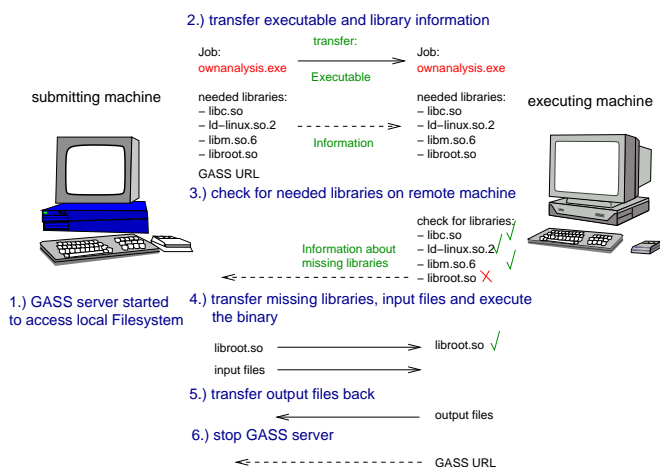 2.) transfer executable and library information
transfer:
Job:
ownanalysis.exe
Executable
Job:
ownanalysis.exe
submitting machine
executing machine
needed libraries:
– libc.so
– ld–linux.so.2
– libm.so.6
– libroot.so
GASS URL
Information
needed libraries:
– libc.so
– ld–linux.so.2
– libm.so.6
– libroot.so
3.) check for needed libraries on remote machine
Information about
missing libraries
check for libraries:
– libc.so
– ld–linux.so.2
– libm.so.6
– libroot.so
1.) GASS server started
to access local Filesystem
4.) transfer missing libraries, input files and execute
the binary
libroot.so
libroot.so
input files
5.) transfer output files back
output files
6.) stop GASS server
GASS URL